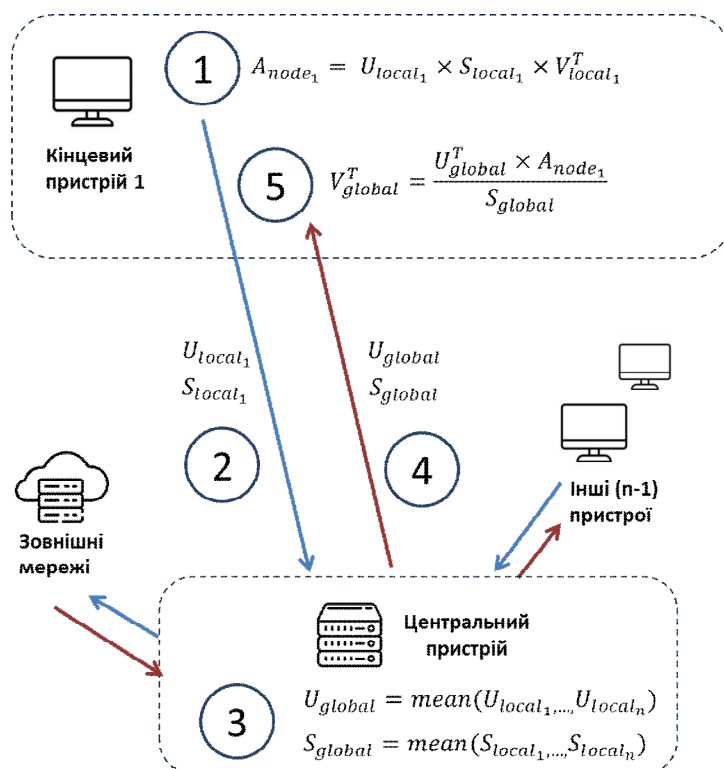 1
A_{node_1} = U_{local_1} × S_{local_1} × V^T_{local_1}
Кінцевий
пристрій 1
5
V^T_{global} = \frac{U^T_{global} × A_{node_1}}{S_{global}}
U_{local_1}
S_{local_1}
2
U_{global}
S_{global}
4
Інші (n-1)
пристрої
Зовнішні
мережі
Центральний
пристрій
3
U_{global} = mean(U_{local_1},...,U_{local_n})
S_{global} = mean(S_{local_1},...,S_{local_n})